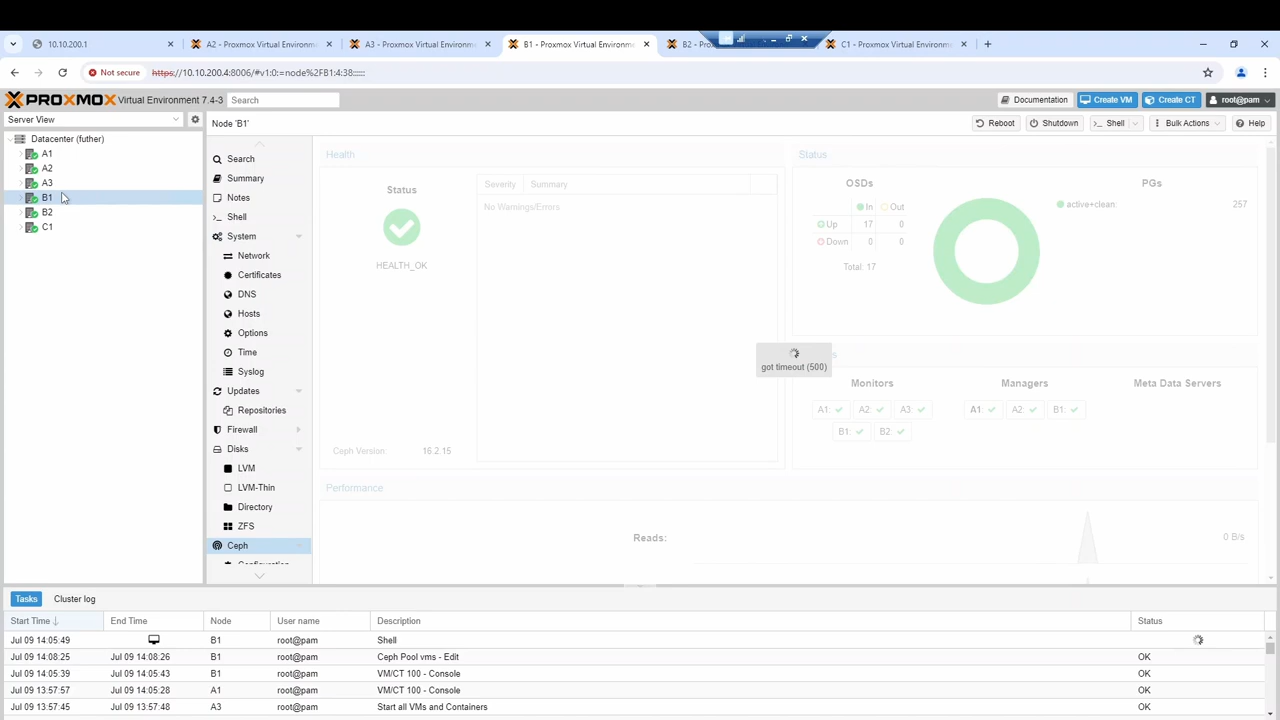 10.10.200.1
A2 - Proxmox Virtual Environm
A3 - Proxmox Virtual Environm
B1 - Proxmox Virtual Environm
B2 - Pro
C1 - Proxmox Virtual Environm
Not secure
https://10.10.200.4:8006/#v1:0:=node%2FB1:4:38::::::
PROXMOX Virtual Environment 7.4-3
Search
Documentation
Create VM
Create CT
root@pam
Server View
Node 'B1'
Reboot
Shutdown
Shell
Bulk Actions
Help
Datacenter (futher)
A1
A2
A3
B1
B2
C1
Search
Summary
Notes
Shell
System
Network
Certificates
DNS
Hosts
Options
Time
Syslog
Updates
Repositories
Firewall
Disks
LVM
LVM-Thin
Directory
ZFS
Ceph
Health
Status
HEALTH_OK
Severity Summary
No Warnings/Errors
Ceph Version: 16.2.15
Status
OSDs
In Out
Up 17 0
Down 0 0
Total: 17
PGs
active+clean: 257
got timeout (500)
Monitors
A1: A2: A3:
B1: B2:
Managers
A1: A2: B1:
Meta Data Servers
Performance
Reads:
0 B/s
Tasks Cluster log
Start Time End Time Node User name Description Status
Jul 09 14:05:49 B1 root@pam Shell
Jul 09 14:08:25 Jul 09 14:08:26 B1 root@pam Ceph Pool vms - Edit OK
Jul 09 14:05:39 Jul 09 14:05:43 B1 root@pam VM/CT 100 - Console OK
Jul 09 13:57:57 Jul 09 14:05:28 A1 root@pam VM/CT 100 - Console OK
Jul 09 13:57:45 Jul 09 13:57:48 A3 root@pam Start all VMs and Containers OK